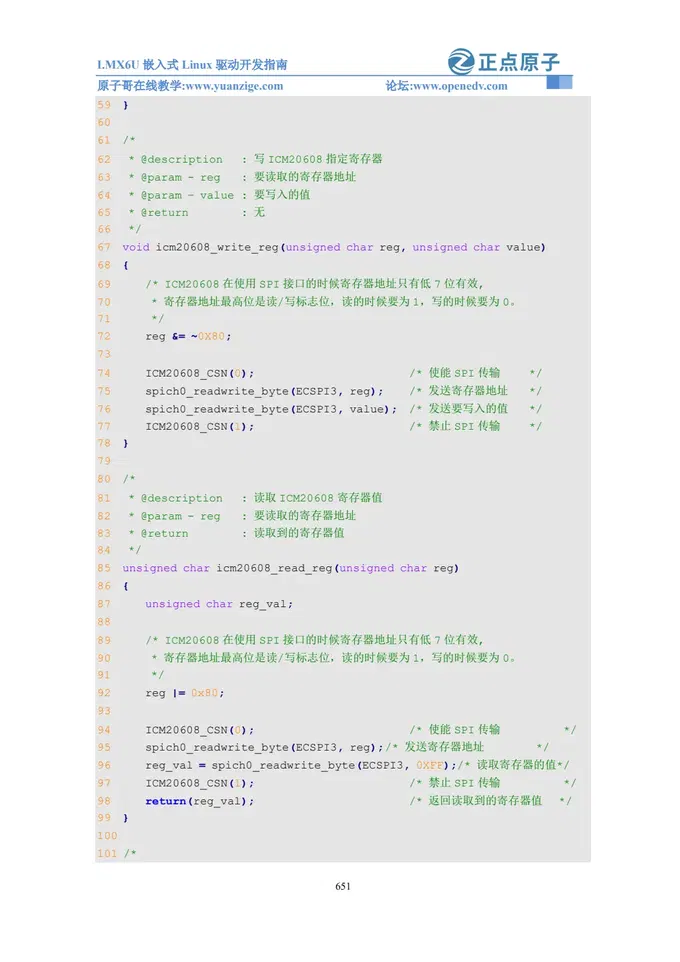 I.MX6U 嵌入式 Linux 驱动开发指南
正点原子
原子哥在线教学:www.yuanzige.com 论坛:www.openedv.com
59 }
60
61 /*
62 * @description : 写 ICM20608 指定寄存器
63 * @param - reg : 要读取的寄存器地址
64 * @param – value : 要写入的值
65 * @return : 无
66 */
67 void icm20608_write_reg(unsigned char reg, unsigned char value)
68 {
69 /* ICM20608 在使用 SPI 接口的时候寄存器地址只有低 7 位有效,
70 * 寄存器地址最高位是读/写标志位，读的时候要为 1，写的时候要为 0。
71 */
72 reg &= ~0X80;
73
74 ICM20608_CSN(0); /* 使能 SPI 传输 */
75 spich0_readwrite_byte(ECSPI3, reg); /* 发送寄存器地址 */
76 spich0_readwrite_byte(ECSPI3, value); /* 发送要写入的值 */
77 ICM20608_CSN(1); /* 禁止 SPI 传输 */
78 }
79
80 /*
81 * @description : 读取 ICM20608 寄存器值
82 * @param – reg : 要读取的寄存器地址
83 * @return : 读取到的寄存器值
84 */
85 unsigned char icm20608_read_reg(unsigned char reg)
86 {
87 unsigned char reg_val;
88
89 /* ICM20608 在使用 SPI 接口的时候寄存器地址只有低 7 位有效,
90 * 寄存器地址最高位是读/写标志位，读的时候要为 1，写的时候要为 0。
91 */
92 reg |= 0x80;
93
94 ICM20608_CSN(0); /* 使能 SPI 传输 */
95 spich0_readwrite_byte(ECSPI3, reg);/* 发送寄存器地址 */
96 reg_val = spich0_readwrite_byte(ECSPI3, 0XFF);/* 读取寄存器的值*/
97 ICM20608_CSN(1); /* 禁止 SPI 传输 */
98 return(reg_val); /* 返回读取到的寄存器值 */
99 }
100
101 /*
651